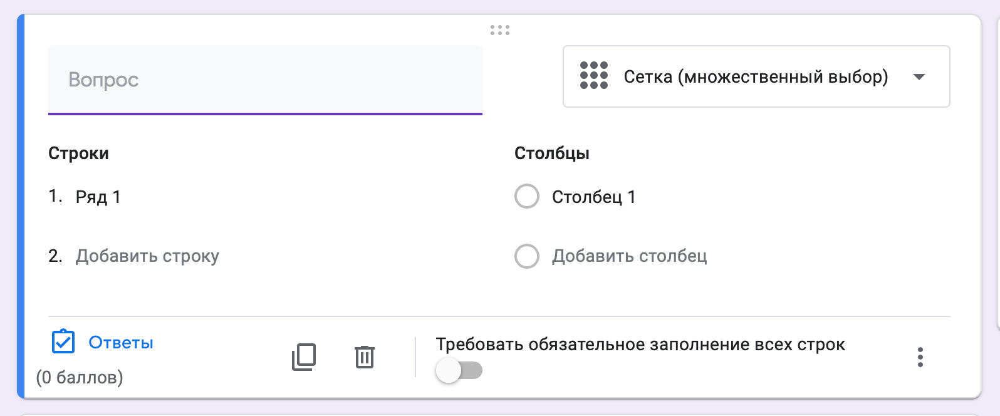 Вопрос
Сетка (множественный выбор)
Строки
Столбцы
1. Ряд 1
Столбец 1
2. Добавить строку
Добавить столбец
Ответы
(0 баллов)
Требовать обязательное заполнение всех строк